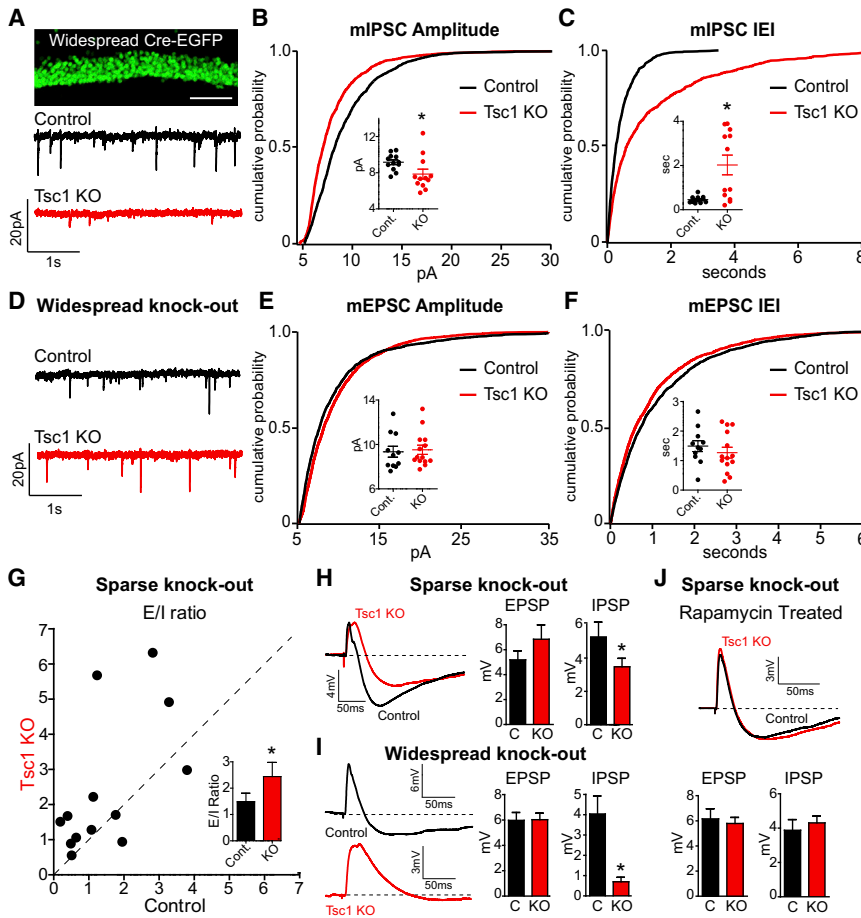 A
Widespread Cre-EGFP
Control
Tsc1 KO
20pA
1s
B
mIPSC Amplitude
cumulative probability
1.0
0.5
0
5 10 15 20 25 30
pA
Control
Tsc1 KO
*
pA
12
8
4
Cont.
KO
C
mIPSC IEI
cumulative probability
1.0
0.5
0
0 2 4 6 8
seconds
Control
Tsc1 KO
*
sec
4
2
0
Cont.
KO
D
Widespread knock-out
Control
Tsc1 KO
20pA
1s
E
mEPSC Amplitude
cumulative probability
1.0
0.5
0
5 15 25 35
pA
Control
Tsc1 KO
pA
14
10
6
Cont.
KO
F
mEPSC IEI
cumulative probability
1.0
0.5
0
0 1 2 3 4 5 6
seconds
Control
Tsc1 KO
sec
3
2
1
0
Cont.
KO
G
Sparse knock-out
E/I ratio
Tsc1 KO
7
6
5
4
3
2
1
0
0 1 2 3 4 5 6 7
Control
E/I Ratio
3
2
1
0
*
Cont.
KO
H
Sparse knock-out
Tsc1 KO
Control
4mV
50ms
EPSP
mV
8
6
4
2
0
C KO
IPSP
mV
6
4
2
0
*
C KO
I
Widespread knock-out
6mV
50ms
Control
3mV
50ms
Tsc1 KO
EPSP
mV
8
6
4
2
0
C KO
IPSP
mV
6
4
2
0
*
C KO
J
Sparse knock-out
Rapamycin Treated
Tsc1 KO
3mV
50ms
Control
EPSP
mV
8
6
4
2
0
C KO
IPSP
mV
6
4
2
0
C KO